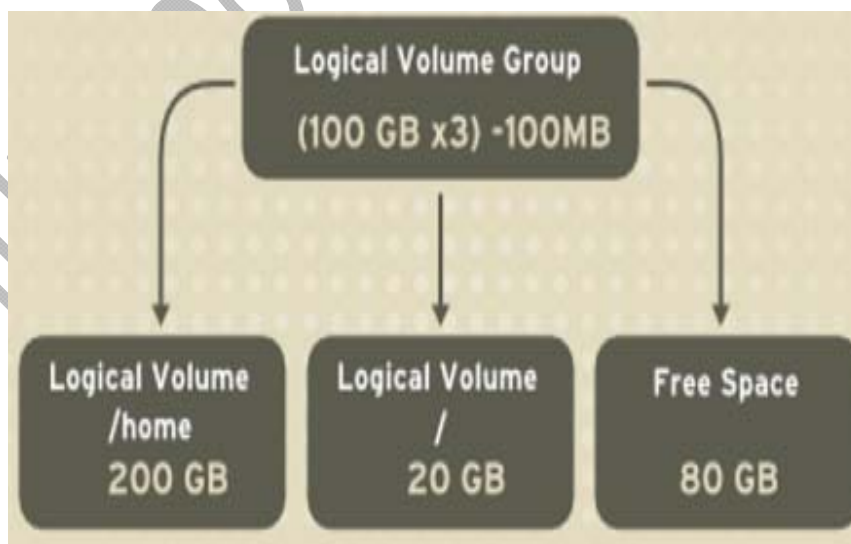 Logical Volume Group
(100 GB x3) -100MB
Logical Volume
/home
200 GB
Logical Volume
/
20 GB
Free Space
80 GB